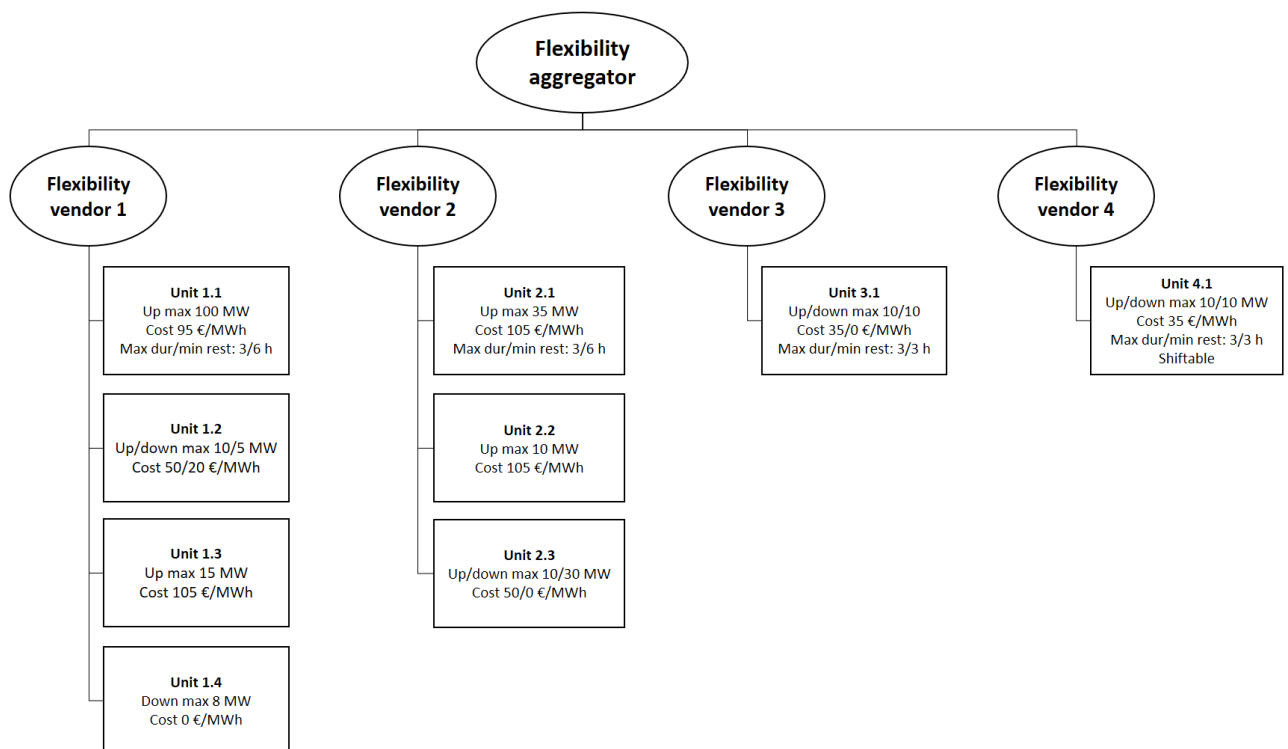 Flexibility
aggregator
Flexibility
vendor 1
Flexibility
vendor 2
Flexibility
vendor 3
Flexibility
vendor 4
Unit 1.1
Up max 100 MW
Cost 95 €/MWh
Max dur/min rest: 3/6 h
Unit 2.1
Up max 35 MW
Cost 105 €/MWh
Max dur/min rest: 3/6 h
Unit 3.1
Up/down max 10/10
Cost 35/0 €/MWh
Max dur/min rest: 3/3 h
Unit 4.1
Up/down max 10/10 MW
Cost 35 €/MWh
Max dur/min rest: 3/3 h
Shiftable
Unit 1.2
Up/down max 10/5 MW
Cost 50/20 €/MWh
Unit 2.2
Up max 10 MW
Cost 105 €/MWh
Unit 1.3
Up max 15 MW
Cost 105 €/MWh
Unit 2.3
Up/down max 10/30 MW
Cost 50/0 €/MWh
Unit 1.4
Down max 8 MW
Cost 0 €/MWh